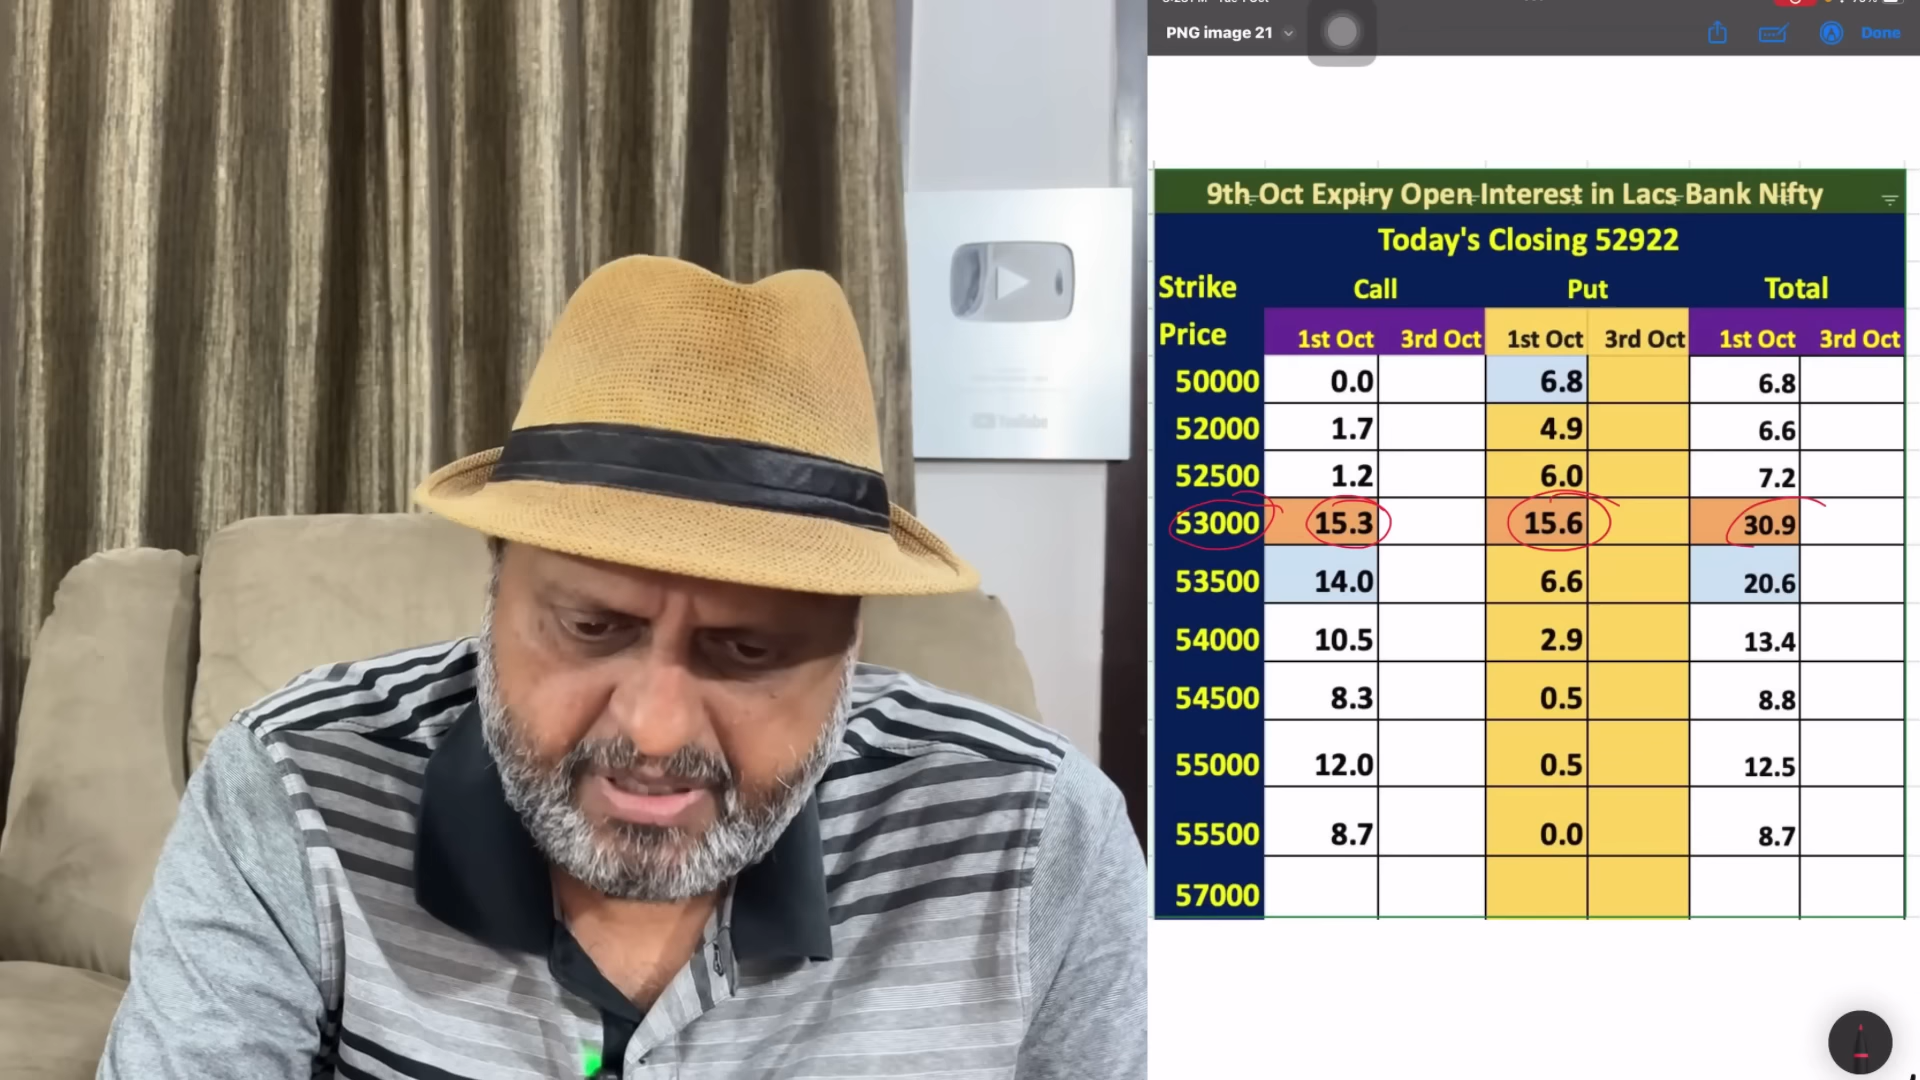 PNG image 21
Done
9th Oct Expiry Open Interest in Lacs Bank Nifty
Today's Closing 52922
Strike Call Put Total
Price 1st Oct 3rd Oct 1st Oct 3rd Oct 1st Oct 3rd Oct
50000 0.0 6.8 6.8
52000 1.7 4.9 6.6
52500 1.2 6.0 7.2
53000 15.3 15.6 30.9
53500 14.0 6.6 20.6
54000 10.5 2.9 13.4
54500 8.3 0.5 8.8
55000 12.0 0.5 12.5
55500 8.7 0.0 8.7
57000
YouTube